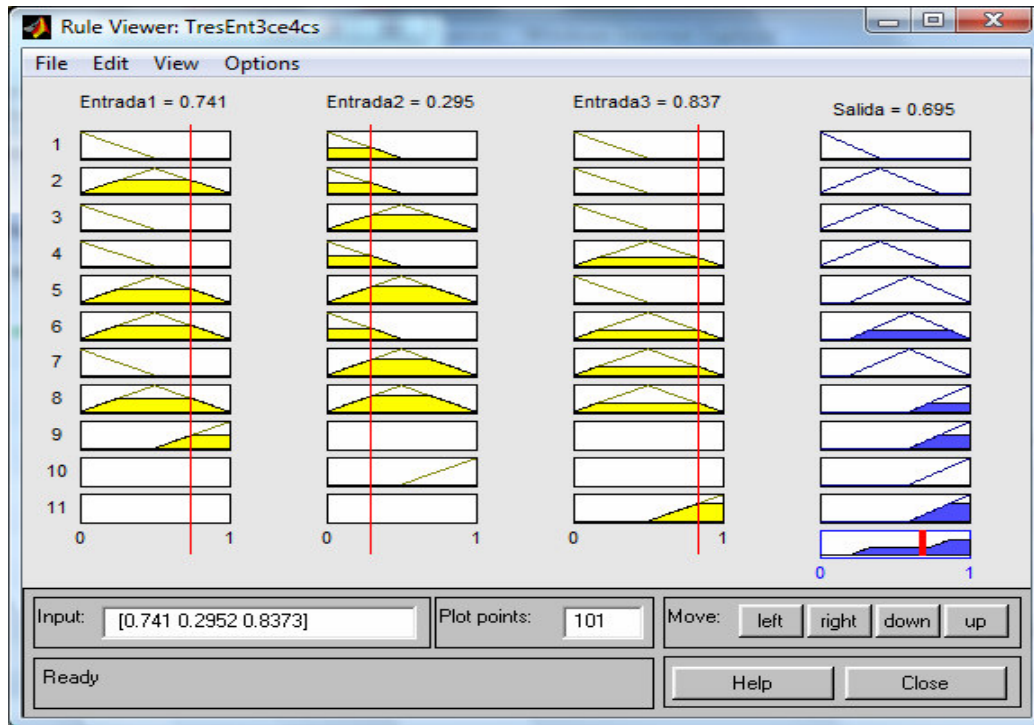 Rule Viewer: TresEnt3ce4cs
File Edit View Options
Entrada1 = 0.741 Entrada2 = 0.295 Entrada3 = 0.837 Salida = 0.695
1
2
3
4
5
6
7
8
9
10
11
0 1 0 1 0 1
0 1
Input: [0.741 0.2952 0.8373] Plot points: 101 Move: left right down up
Ready Help Close